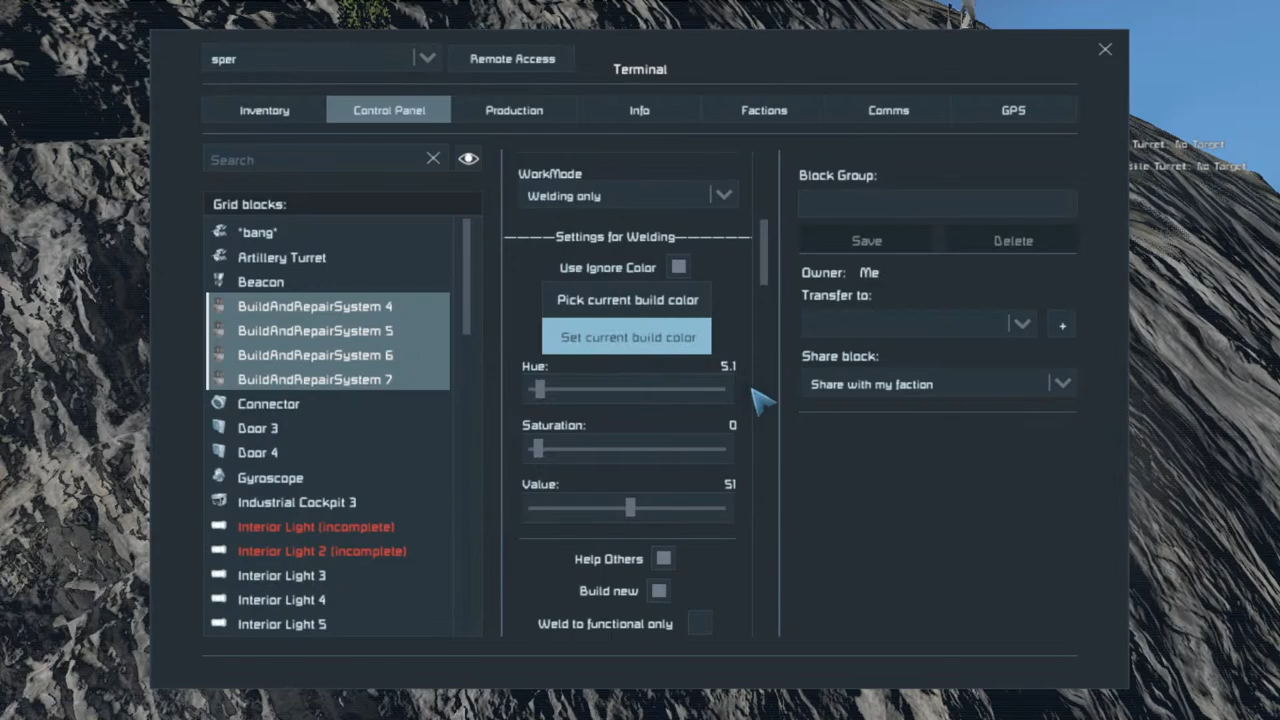 sper
Remote Access
Terminal
Inventory
Control Panel
Production
Info
Factions
Comms
GPS
Search
Grid blocks:
"bang"
Artillery Turret
Beacon
BuildAndRepairSystem 4
BuildAndRepairSystem 5
BuildAndRepairSystem 6
BuildAndRepairSystem 7
Connector
Door 3
Door 4
Gyroscope
Industrial Cockpit 3
Interior Light (incomplete)
Interior Light 2 (incomplete)
Interior Light 3
Interior Light 4
Interior Light 5
WorkMode
Welding only
Settings for Welding
Use Ignore Color
Pick current build color
Set current build color
Hue: 5.1
Saturation: 0
Value: 51
Help Others
Build new
Weld to functional only
Block Group:
Save
Delete
Owner: Me
Transfer to:
+
Share block:
Share with my faction
Turret: No Target
Turret: No Target